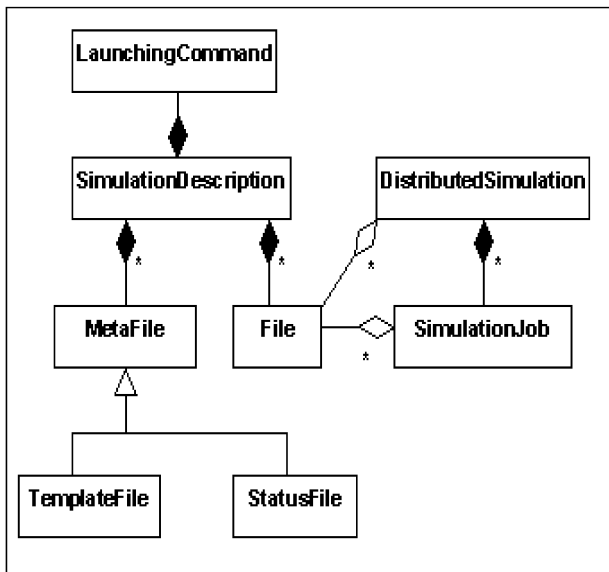 LaunchingCommand
SimulationDescription
DistributedSimulation
*
*
*
*
MetaFile
File
SimulationJob
*
TemplateFile
StatusFile